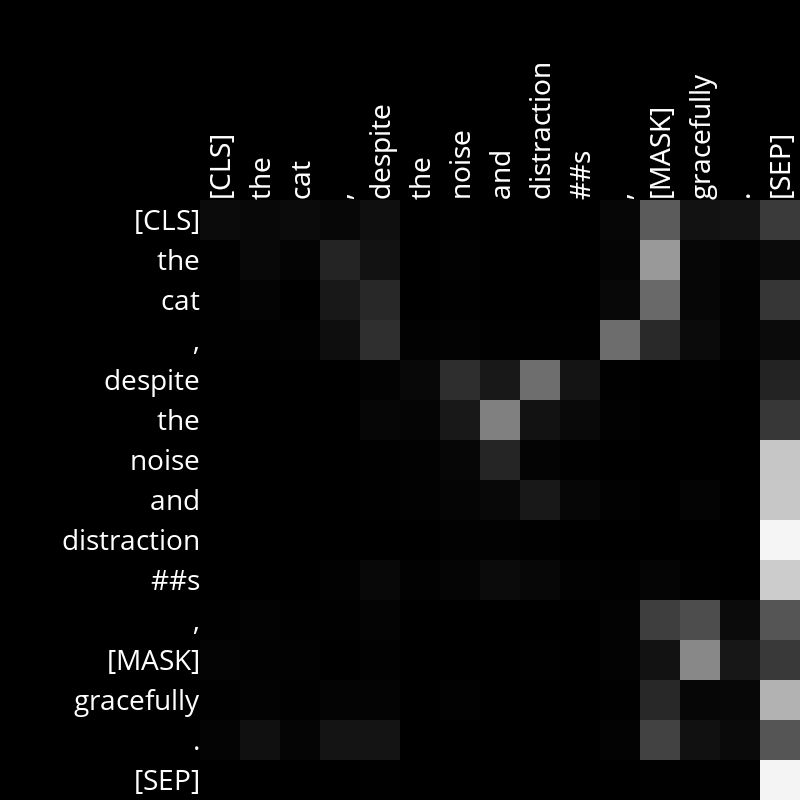 [CLS] the cat , despite the noise and distraction ##s , [MASK] gracefully . [SEP]
[CLS]
the
cat
,
despite
the
noise
and
distraction
##s
,
[MASK]
gracefully
.
[SEP]